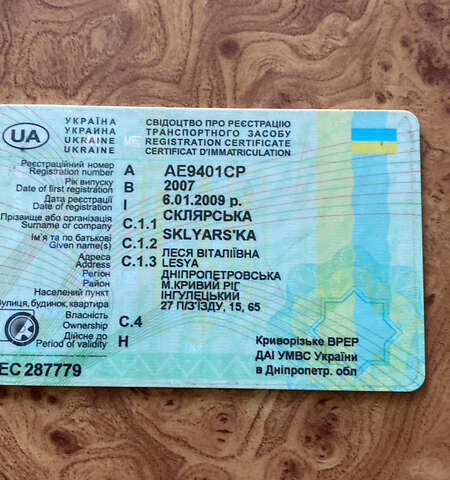 UA
УКРАЇНА
УКРАИНА
UKRAINE
UKRAINE
СВІДОЦТВО ПРО РЕЄСТРАЦІЮ
ТРАНСПОРТНОГО ЗАСОБУ
REGISTRATION CERTIFICATE
CERTIFICAT D'IMMATRICULATION
Реєстраційний номер
Registration number A AE9401CP
Рік випуску
Date of first registration B 2007
Дата реєстрації
Date of registration I 6.01.2009 р.
Прізвище або організація
Surname of company C.1.1 СКЛЯРСЬКА
Ім'я та по батькові
Given name(s) C.1.2 SKLYARS'KA
Адреса
Address C.1.3 ЛЕСЯ ВІТАЛІЇВНА
LESYA
Регіон ДНІПРОПЕТРОВСЬКА
Район М.КРИВИЙ РІГ
Населений пункт ІНГУЛЕЦЬКИЙ
вулиця, будинок, квартира 27 П/З'ЇЗДУ, 15, 65
Власність
Ownership C.4
Дійсне до
Period of validity H
Криворізьке ВРЕР
ДАІ УМВС України
в Дніпропетр. обл
ЕС 287779